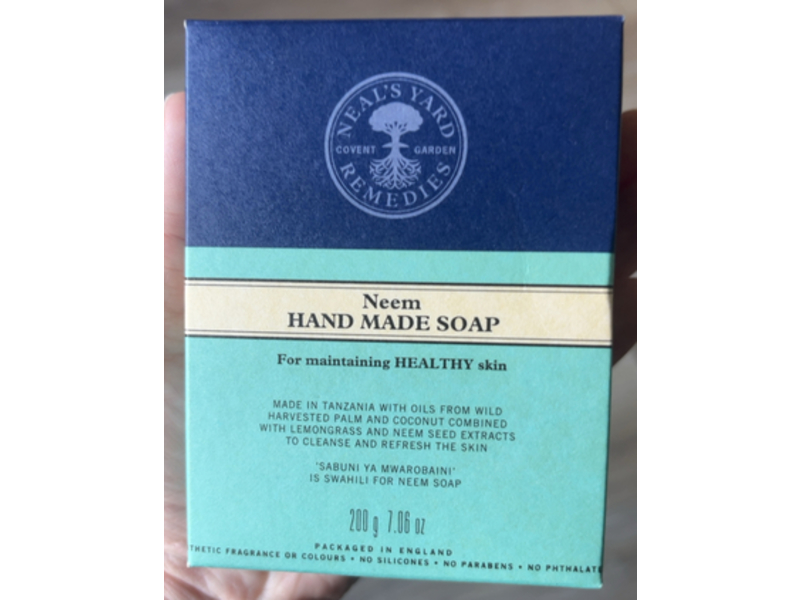 NEAL'S YARD
COVENT GARDEN
REMEDIES
Neem
HAND MADE SOAP
For maintaining HEALTHY skin
MADE IN TANZANIA WITH OILS FROM WILD
HARVESTED PALM AND COCONUT COMBINED
WITH LEMONGRASS AND NEEM SEED EXTRACTS
TO CLEANSE AND REFRESH THE SKIN
'SABUNI YA MWAROBAINI'
IS SWAHILI FOR NEEM SOAP
200 g 7.06 oz
PACKAGED IN ENGLAND
THETIC FRAGRANCE OR COLOURS • NO SILICONES • NO PARABENS • NO PHTHALAT